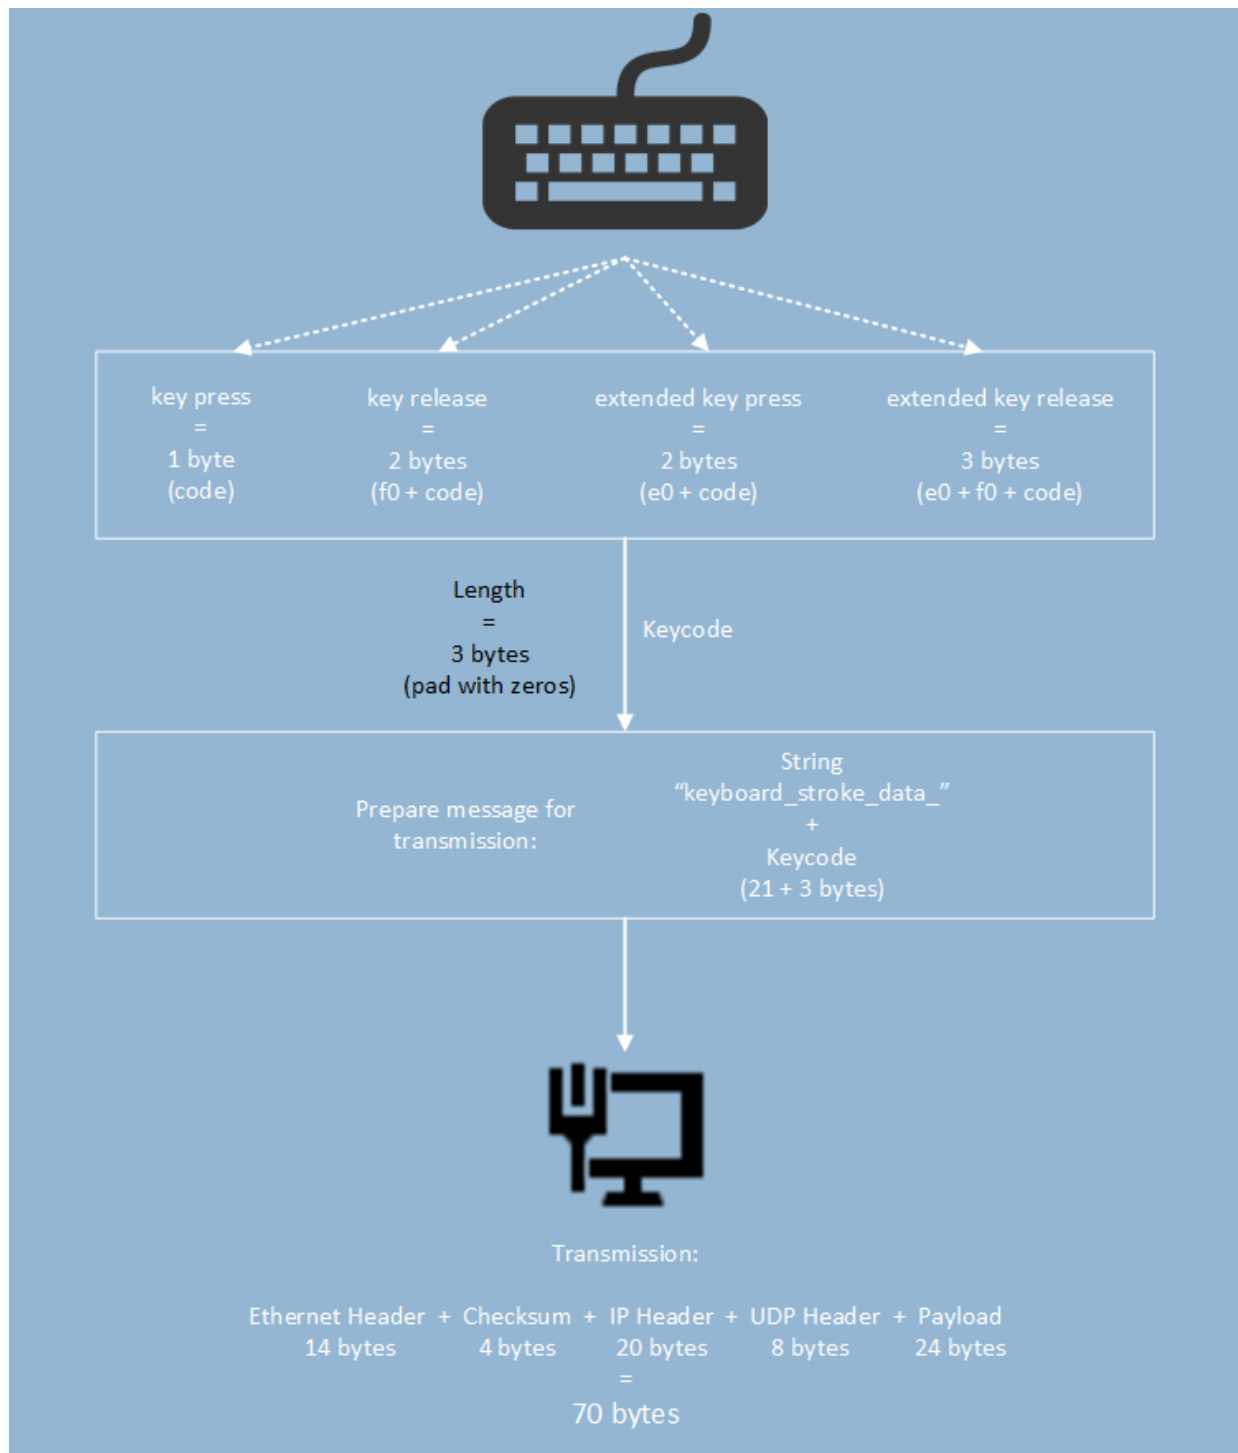 key press
=
1 byte
(code)
key release
=
2 bytes
(f0 + code)
extended key press
=
2 bytes
(e0 + code)
extended key release
=
3 bytes
(e0 + f0 + code)
Length
=
3 bytes
(pad with zeros)
Keycode
Prepare message for
transmission:
String
“keyboard_stroke_data_”
+
Keycode
(21 + 3 bytes)
Transmission:
Ethernet Header + Checksum + IP Header + UDP Header + Payload
14 bytes 4 bytes 20 bytes 8 bytes 24 bytes
=
70 bytes